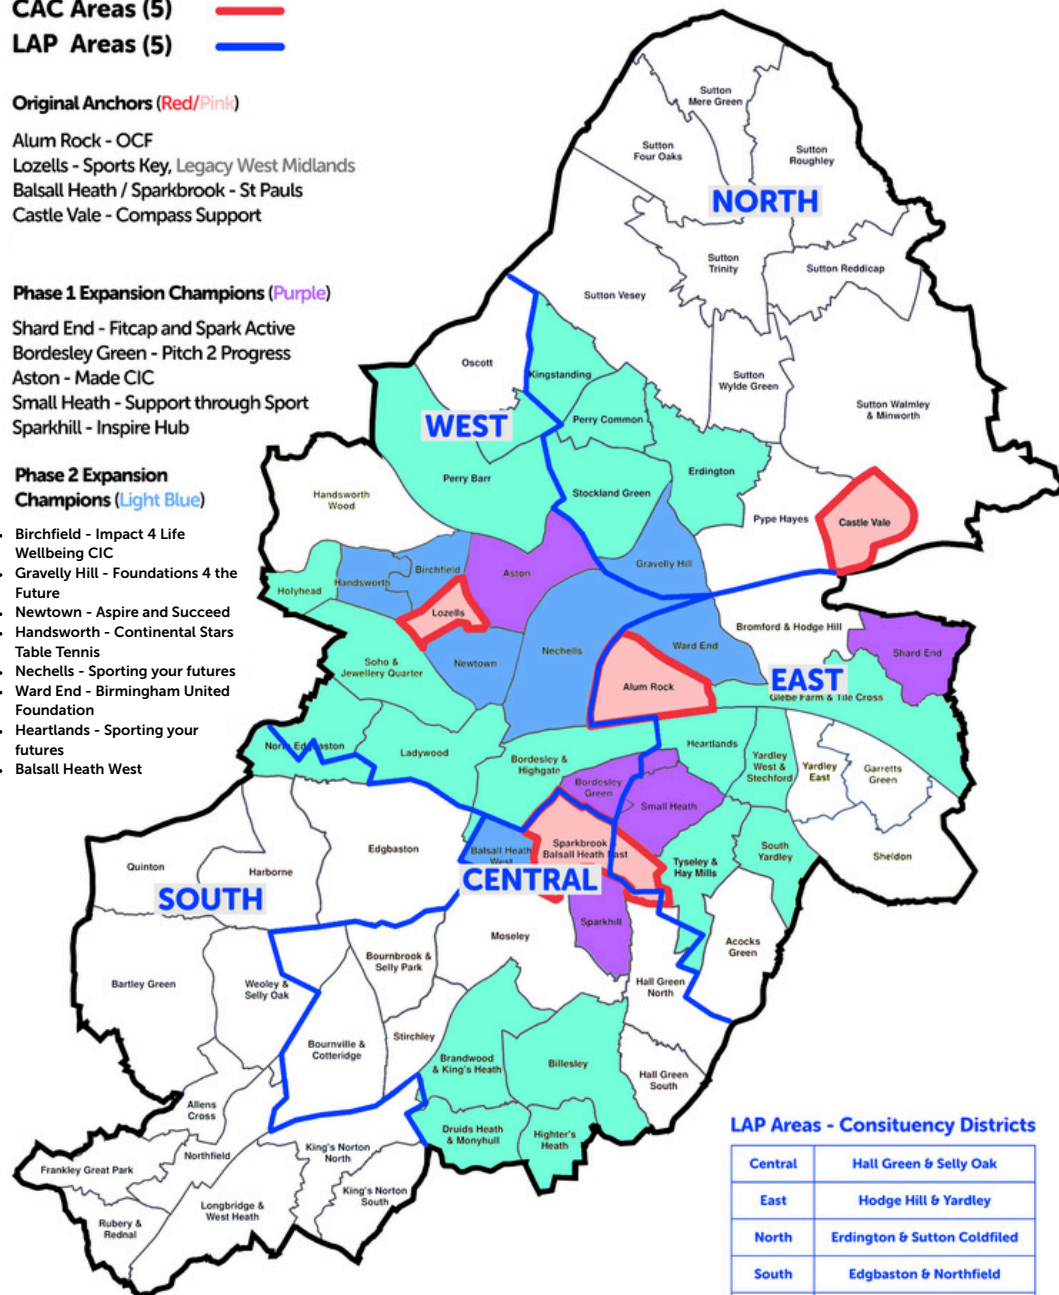 CAC Areas (5)
LAP Areas (5)
Original Anchors (Red/Pink)
Alum Rock - OCF
Lozells - Sports Key, Legacy West Midlands
Balsall Heath / Sparkbrook - St Pauls
Castle Vale - Compass Support
Phase 1 Expansion Champions (Purple)
Shard End - Fitcap and Spark Active
Bordesley Green - Pitch 2 Progress
Aston - Made CIC
Small Heath - Support through Sport
Sparkhill - Inspire Hub
Phase 2 Expansion
Champions (Light Blue)
Birchfield - Impact 4 Life
Wellbeing CIC
Gravelly Hill - Foundations 4 the
Future
Newtown - Aspire and Succeed
Handsworth - Continental Stars
Table Tennis
Nechells - Sporting your futures
Ward End - Birmingham United
Foundation
Heartlands - Sporting your
futures
Balsall Heath West
Sutton
Mere Green
Sutton
Four Oaks
Sutton
Roughley
NORTH
Sutton
Trinity
Sutton Reddicap
Sutton Vesey
Oscott
Kingstanding
Sutton
Wylde Green
Sutton Walmley
& Minworth
Perry Common
WEST
Perry Barr
Erdington
Stockland Green
Handsworth
Wood
Pype Hayes
Castle Vale
Gravelly Hill
Birchfield
Aston
Handsworth
Holyhead
Lozells
Bromford & Hodge Hill
Ward End
Shard End
Nechells
Newtown
Soho &
Jewellery Quarter
Alum Rock
EAST
Glebe Farm & Tile Cross
North Edgbaston
Ladywood
Heartlands
Bordesley &
Highgate
Yardley
West &
Stechford
Yardley
East
Garretts
Green
Bordesley
Green
Small Heath
Edgbaston
Balsall Heath
West
Sparkbrook
Balsall Heath East
South
Yardley
Sheldon
Tyseley &
Hay Mills
Quinton
Harborne
SOUTH
CENTRAL
Sparkhill
Moseley
Acocks
Green
Bournbrook &
Selly Park
Bartley Green
Weoley &
Selly Oak
Hall Green
North
Stirchley
Bournville &
Cotteridge
Brandwood
& King's Heath
Billesley
Hall Green
South
Allens
Cross
Druids Heath
& Monyhull
Highter's
Heath
Northfield
King's Norton
North
Frankley Great Park
King's Norton
South
Longbridge &
West Heath
Rubery &
Rednal
LAP Areas - Consituency Districts
Central Hall Green & Selly Oak
East Hodge Hill & Yardley
North Erdington & Sutton Coldfiled
South Edgbaston & Northfield